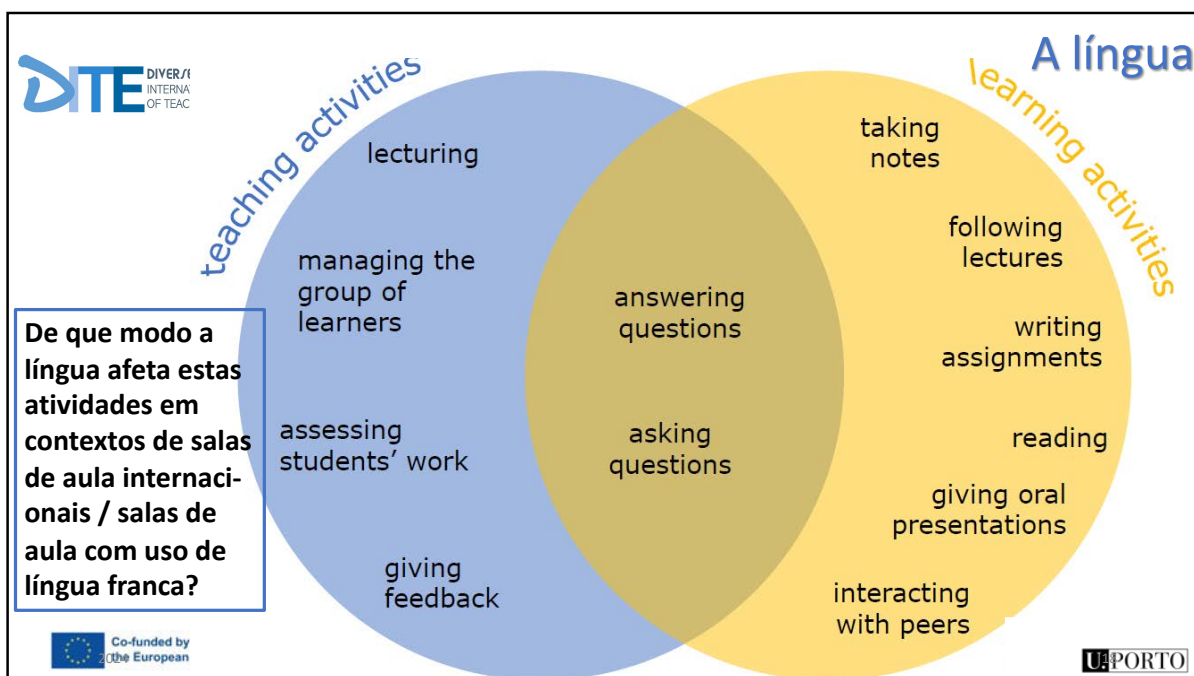 A língua
DITE
DIVERS
INTERNA
OF TEAC
teaching activities
learning activities
lecturing
managing the
group of
learners
assessing
students’ work
giving
feedback
answering
questions
asking
questions
taking
notes
following
lectures
writing
assignments
reading
giving oral
presentations
interacting
with peers
De que modo a
língua afeta estas
atividades em
contextos de salas
de aula internaci-
onais / salas de
aula com uso de
língua franca?
Co-funded by
the European
U.PORTO